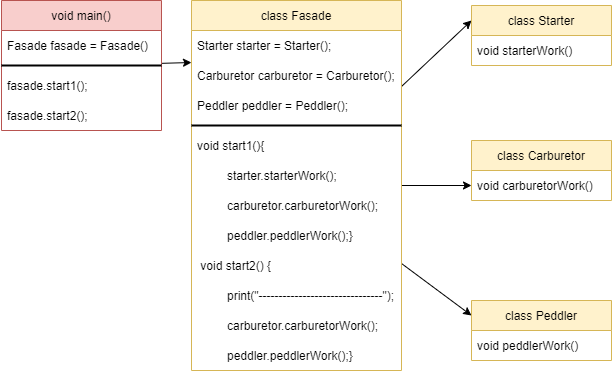 void main()
Fasade fasade = Fasade()
fasade.start1();
fasade.start2();
class Fasade
Starter starter = Starter();
Carburetor carburetor = Carburetor();
Peddler peddler = Peddler();
void start1(){
starter.starterWork();
carburetor.carburetorWork();
peddler.peddlerWork();}
void start2() {
print("-------------------------------");
carburetor.carburetorWork();
peddler.peddlerWork();}
class Starter
void starterWork()
class Carburetor
void carburetorWork()
class Peddler
void peddlerWork()